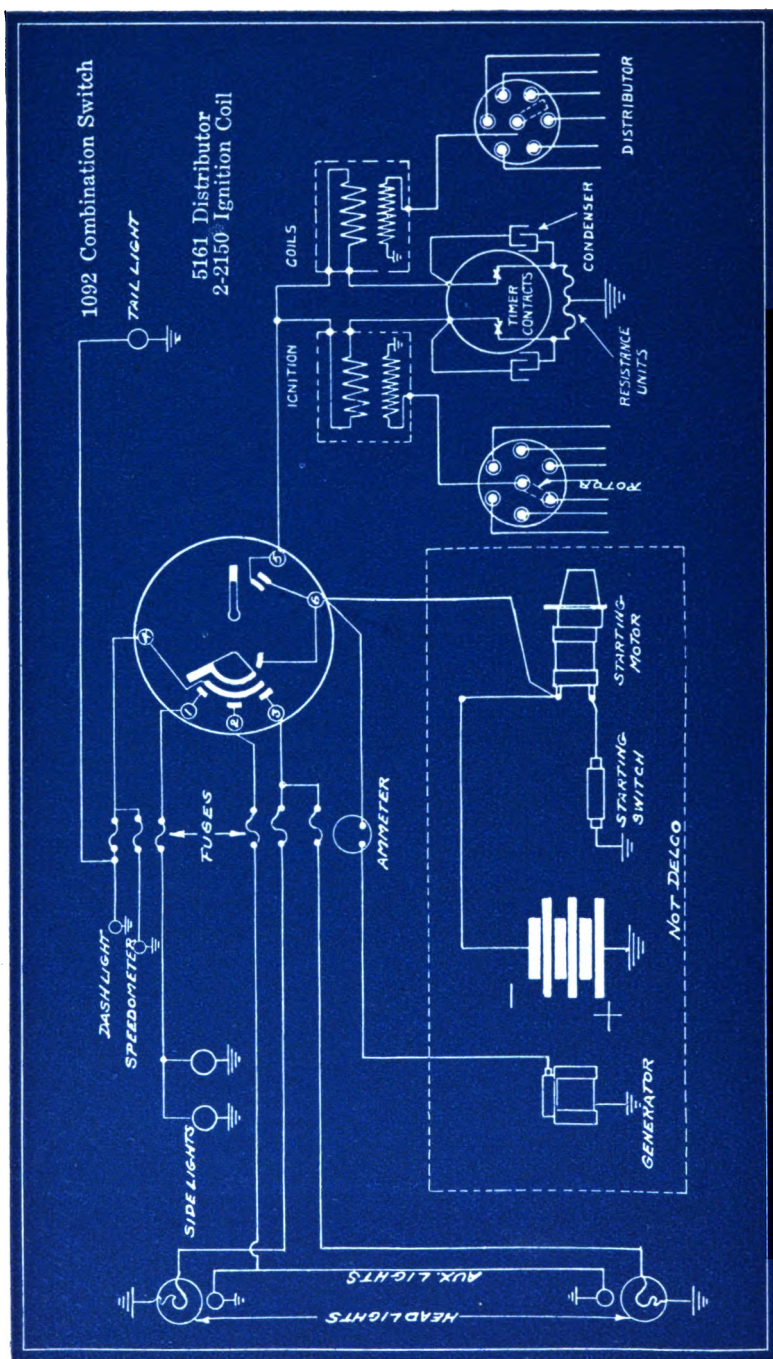 1092 Combination Switch
5161 Distributor
2-2150 Ignition Coil
TAIL LIGHT
DASH LIGHT
SPEEDOMETER
SIDE LIGHTS
HEADLIGHTS
AUX. LIGHTS
FUSES
AMMETER
1
2
3
4
5
6
IGNITION
COILS
TIMER
CONTACTS
CONDENSER
RESISTANCE
UNITS
DISTRIBUTOR
ROTOR
STARTING
MOTOR
STARTING
SWITCH
NOT DELCO
GENERATOR
-
+